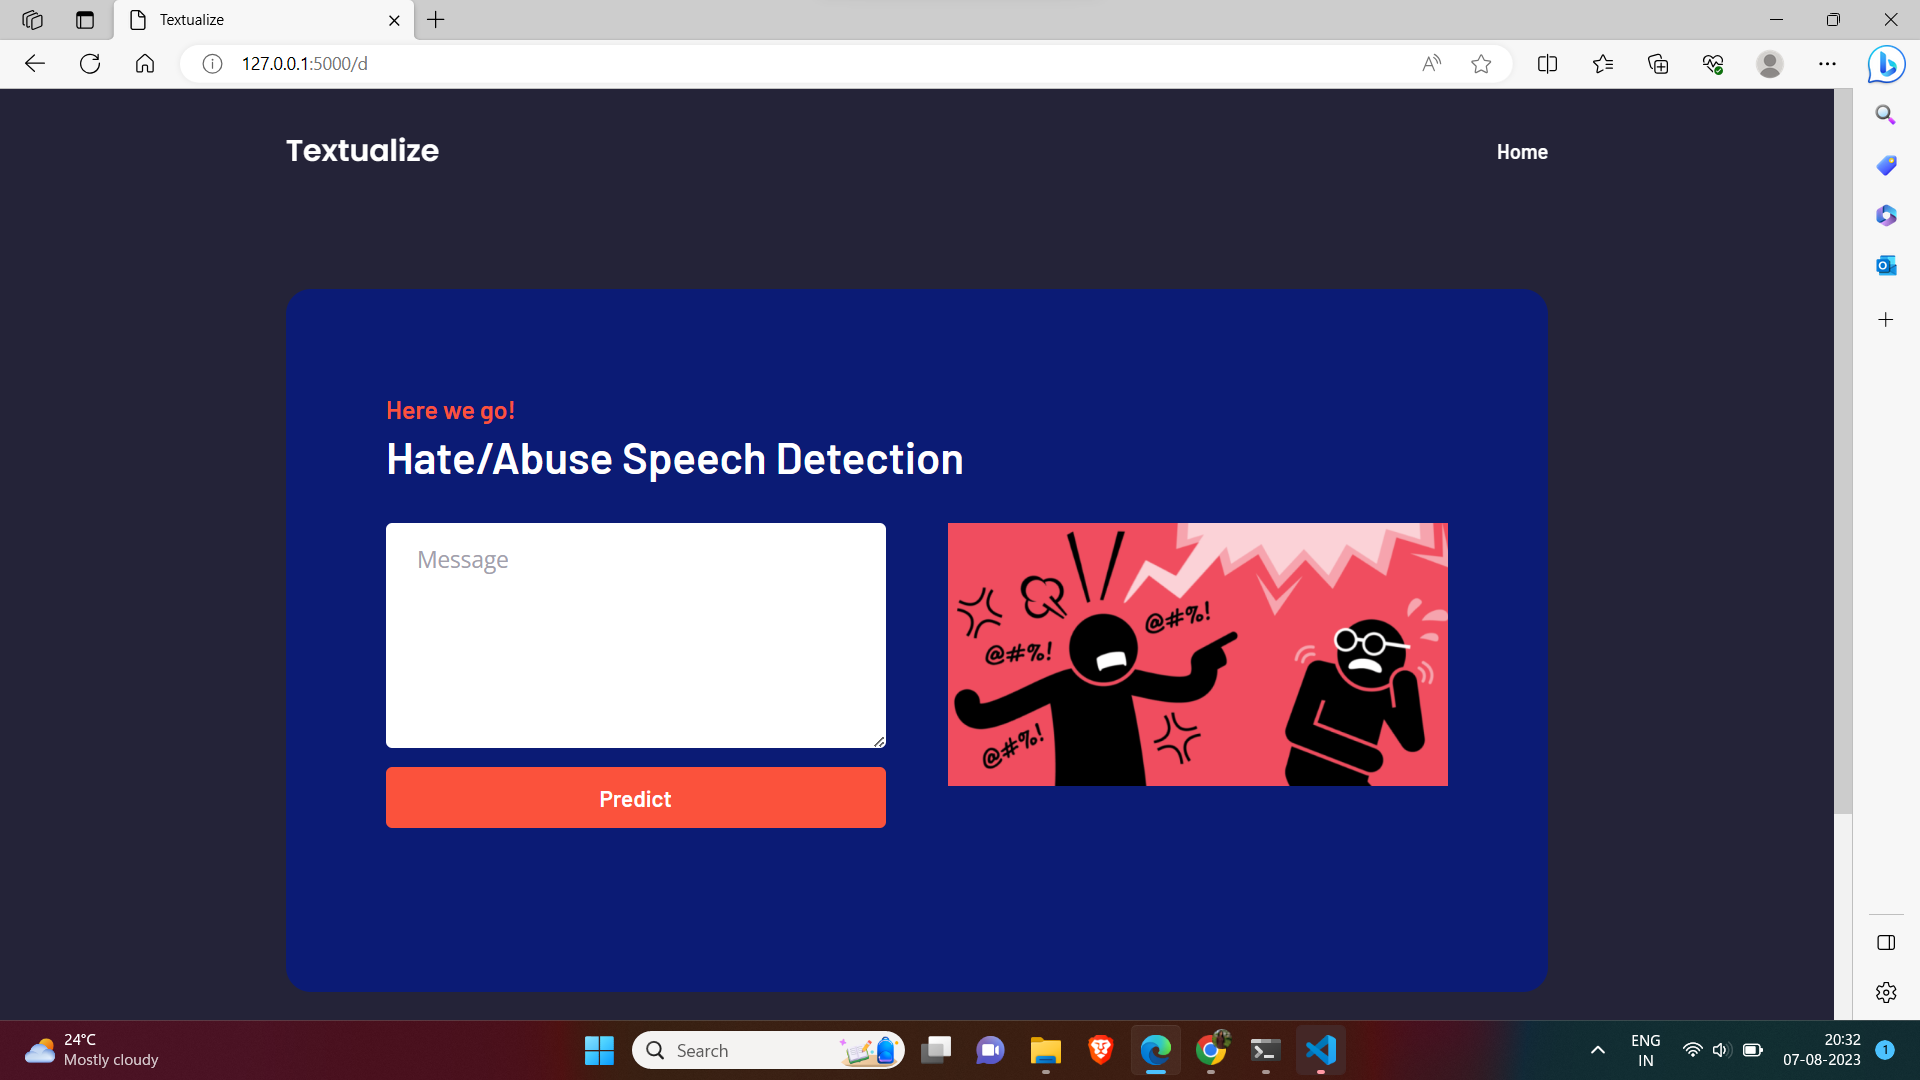 Textualize
127.0.0.1:5000/d
Textualize
Home
Here we go!
Hate/Abuse Speech Detection
Message
@#%!
@#%!
@#%!
Predict
24°C
Mostly cloudy
Search
ENG
IN
20:32
07-08-2023
1